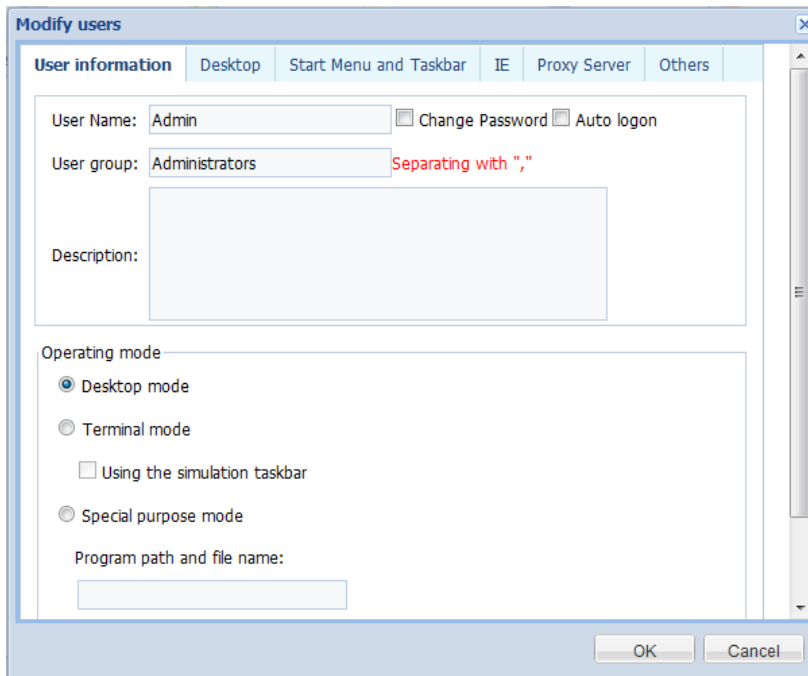 Modify users
User information Desktop Start Menu and Taskbar IE Proxy Server Others
User Name: Admin Change Password Auto logon
User group: Administrators Separating with ","
Description:
Operating mode
Desktop mode
Terminal mode
Using the simulation taskbar
Special purpose mode
Program path and file name:
OK Cancel